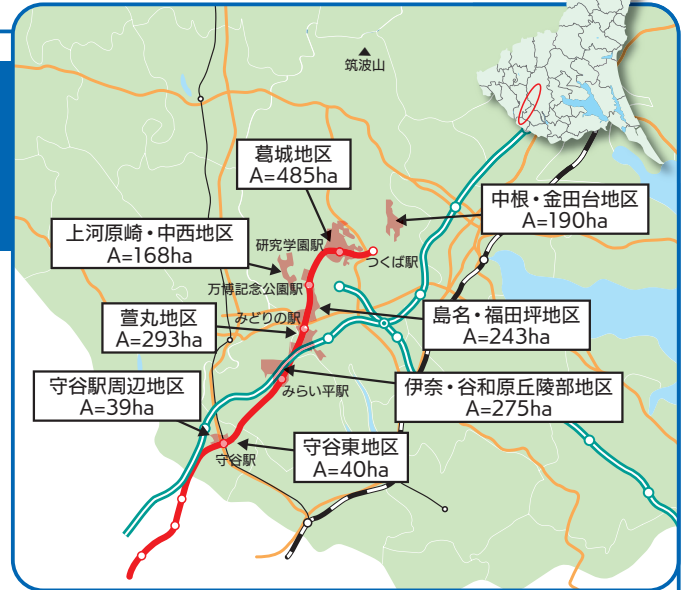 筑波山
葛城地区
A=485ha
中根・金田台地区
A=190ha
上河原崎・中西地区
A=168ha
研究学園駅
つくば駅
万博記念公園駅
島名・福田坪地区
A=243ha
萱丸地区
A=293ha
みどりの駅
伊奈・谷和原丘陵部地区
A=275ha
みらい平駅
守谷駅周辺地区
A=39ha
守谷東地区
A=40ha
守谷駅